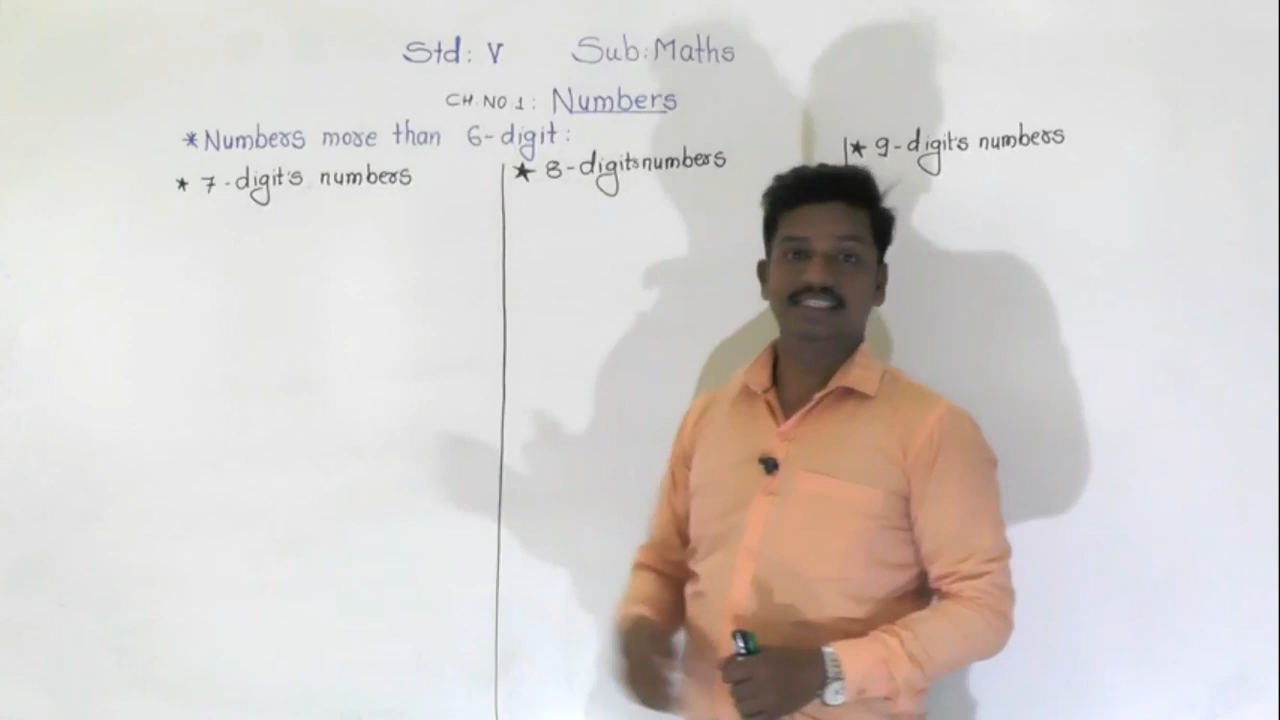 Std: V Sub: Maths
CH. NO 1: Numbers
*Numbers more than 6-digit:
★ 7-digit's numbers
★ 8-digitsnumbers
★ 9-digit's numbers